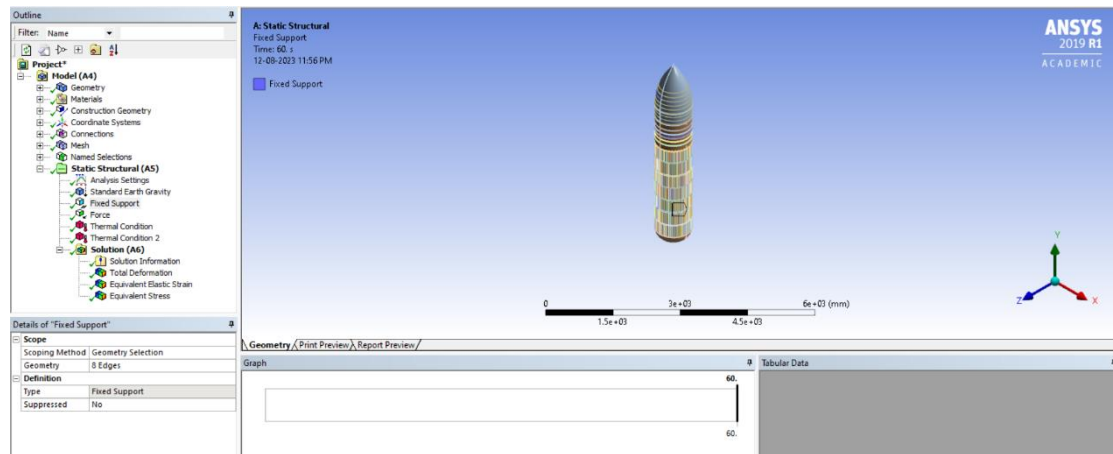 Outline
Filter: Name
Project*
Model (A4)
Geometry
Materials
Construction Geometry
Coordinate Systems
Connections
Mesh
Named Selections
Static Structural (A5)
Analysis Settings
Standard Earth Gravity
Fixed Support
Force
Thermal Condition
Thermal Condition 2
Solution (A6)
Solution Information
Total Deformation
Equivalent Elastic Strain
Equivalent Stress
Details of "Fixed Support"
Scope
Scoping Method Geometry Selection
Geometry 8 Edges
Definition
Type Fixed Support
Suppressed No
A: Static Structural
Fixed Support
Time: 60. s
12-08-2023 11:56 PM
Fixed Support
ANSYS
2019 R1
ACADEMIC
Y
Z X
0 3e+03 6e+03 (mm)
1.5e+03 4.5e+03
Geometry Print Preview Report Preview
Graph
60.
60.
Tabular Data